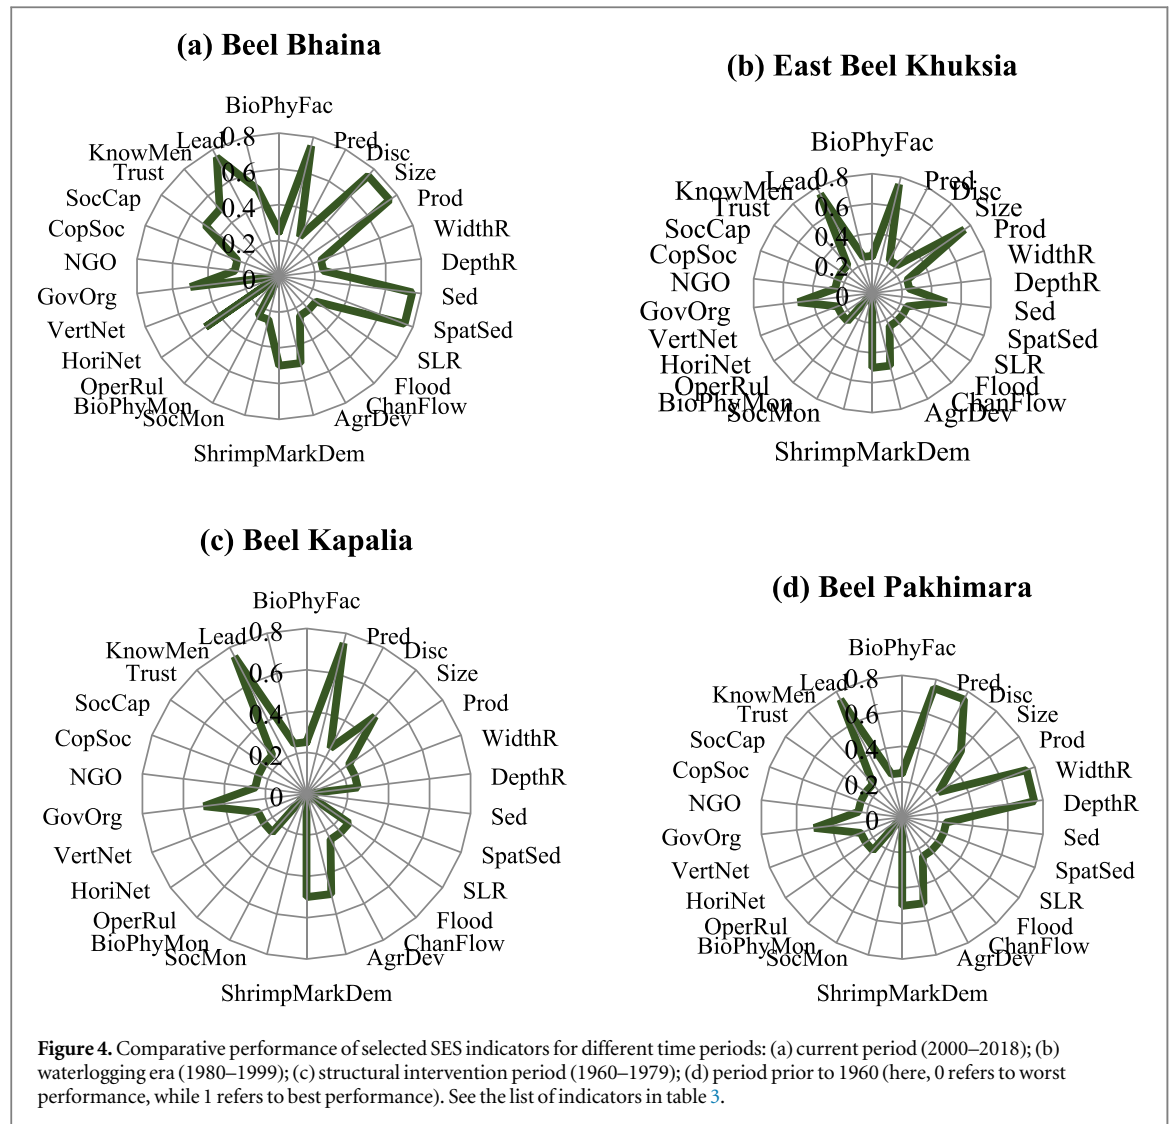 (a) Beel Bhaina
BioPhyFac
Pred
Disc
Size
Prod
WidthR
DepthR
Sed
SpatSed
SLR
Flood
ChanFlow
AgrDev
ShrimpMarkDem
SocMon
BioPhyMon
OperRul
HoriNet
VertNet
GovOrg
NGO
CopSoc
SocCap
Trust
KnowMen
Lead
0.8
0.6
0.4
0.2
0
(b) East Beel Khuksia
BioPhyFac
Pred
Disc
Size
Prod
WidthR
DepthR
Sed
SpatSed
SLR
Flood
ChanFlow
AgrDev
ShrimpMarkDem
SocMon
BioPhyMon
OperRul
HoriNet
VertNet
GovOrg
NGO
CopSoc
SocCap
Trust
KnowMen
Lead
0.8
0.6
0.4
0.2
0
(c) Beel Kapalia
BioPhyFac
Pred
Disc
Size
Prod
WidthR
DepthR
Sed
SpatSed
SLR
Flood
ChanFlow
AgrDev
ShrimpMarkDem
SocMon
BioPhyMon
OperRul
HoriNet
VertNet
GovOrg
NGO
CopSoc
SocCap
Trust
KnowMen
Lead
0.8
0.6
0.4
0.2
0
(d) Beel Pakhimara
BioPhyFac
Pred
Disc
Size
Prod
WidthR
DepthR
Sed
SpatSed
SLR
Flood
ChanFlow
AgrDev
ShrimpMarkDem
SocMon
BioPhyMon
OperRul
HoriNet
VertNet
GovOrg
NGO
CopSoc
SocCap
Trust
KnowMen
Lead
0.8
0.6
0.4
0.2
0
Figure 4. Comparative performance of selected SES indicators for different time periods: (a) current period (2000–2018); (b)
waterlogging era (1980–1999); (c) structural intervention period (1960–1979); (d) period prior to 1960 (here, 0 refers to worst
performance, while 1 refers to best performance). See the list of indicators in table 3.